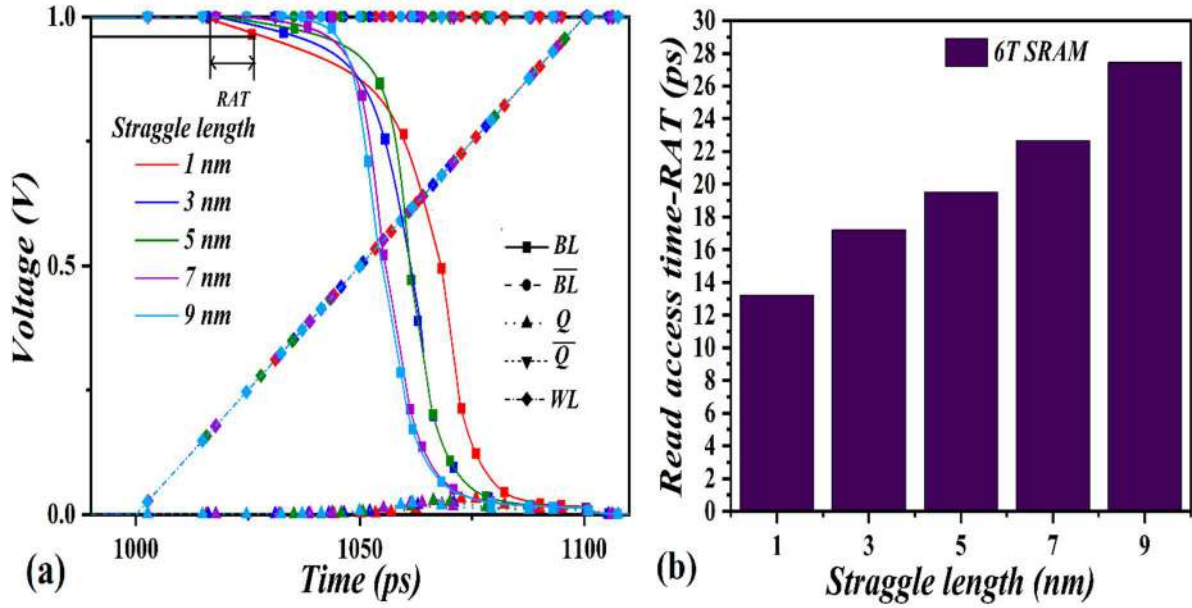 1.0
0.5
0.0
Voltage (V)
RAT
Straggle length
1 nm
3 nm
5 nm
7 nm
9 nm
BL
B̅L̅
Q
Q̅
WL
1000
1050
1100
(a)
Time (ps)
30
28
26
24
22
20
18
16
14
12
10
8
6
4
2
0
Read access time-RAT (ps)
6T SRAM
1
3
5
7
9
(b)
Straggle length (nm)